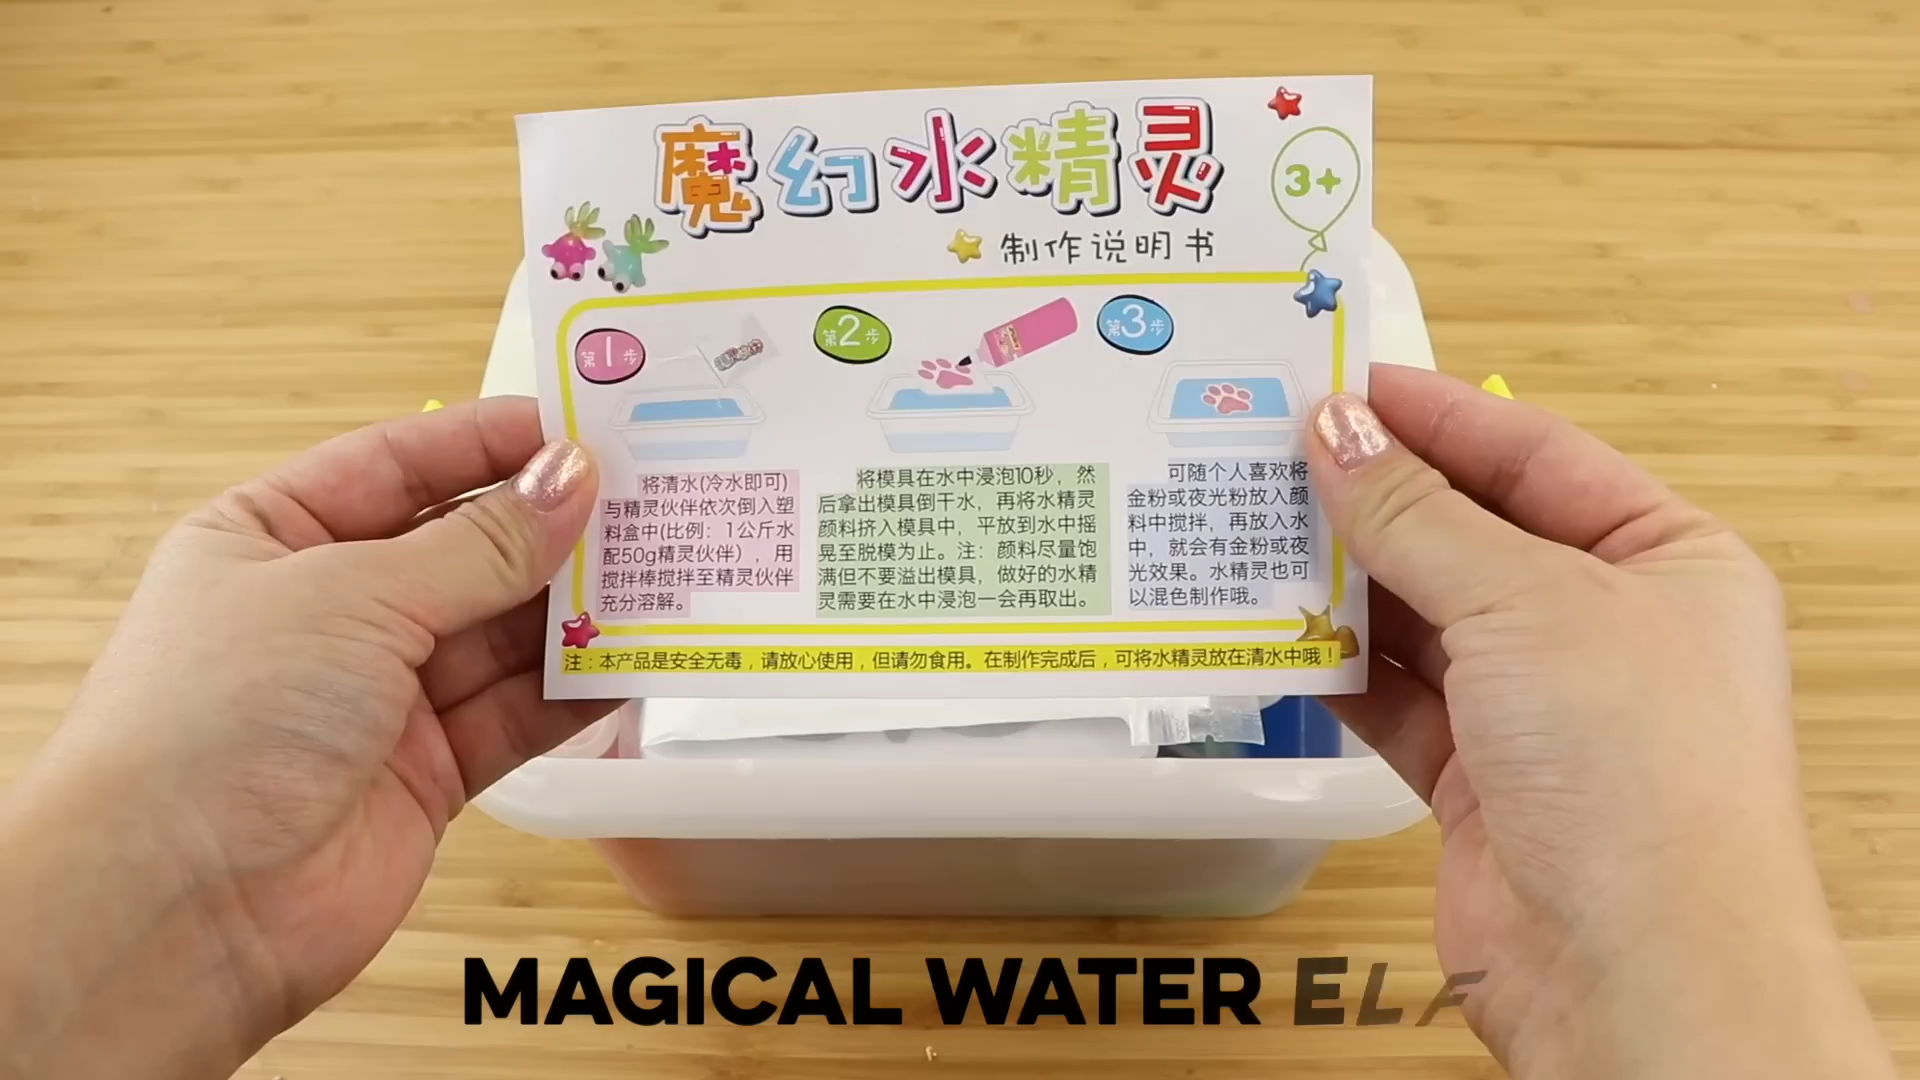 魔幻水精灵
3+
制作说明书
第1步
第2步
第3步
将清水(冷水即可)
与精灵伙伴依次倒入塑
料盒中(比例：1公斤水
配50g精灵伙伴)，用
搅拌棒搅拌至精灵伙伴
充分溶解。
将模具在水中浸泡10秒，然
后拿出模具倒干水，再将水精灵
颜料挤入模具中，平放到水中摇
晃至脱模为止。注：颜料尽量饱
满但不要溢出模具，做好的水精
灵需要在水中浸泡一会再取出。
可随个人喜欢将
金粉或夜光粉放入颜
料中搅拌，再放入水
中，就会有金粉或夜
光效果。水精灵也可
以混色制作哦。
注：本产品是安全无毒，请放心使用，但请勿食用。在制作完成后，可将水精灵放在清水中哦！
MAGICAL WATER ELF